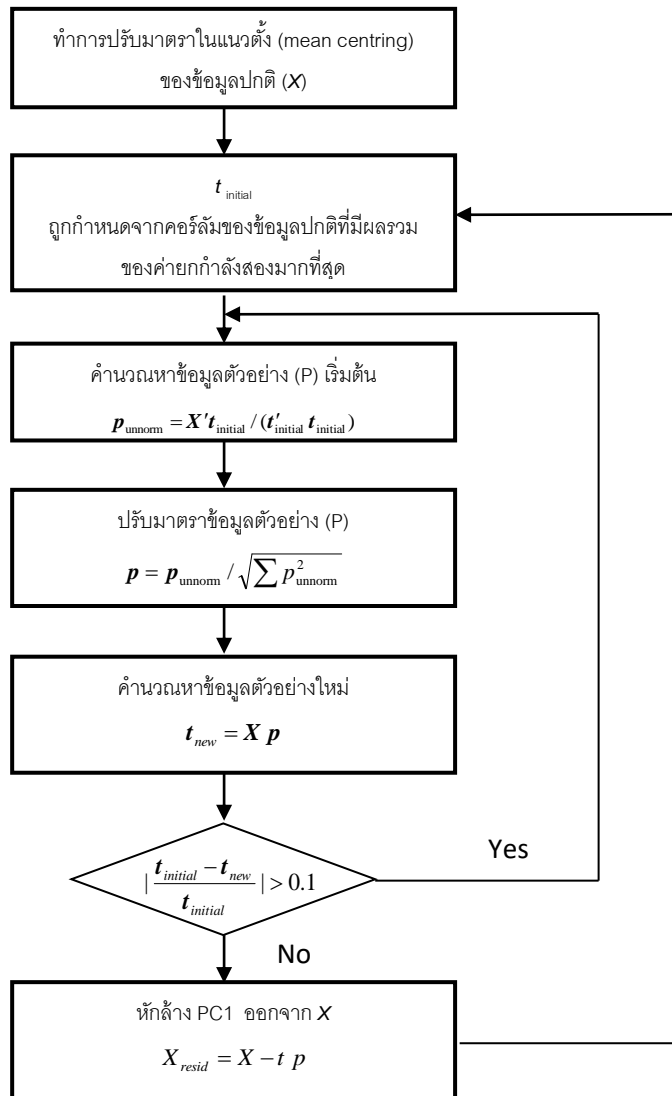 ทำการปรับมาตราในแนวตั้ง (mean centring)
ของข้อมูลปกติ (X)
t initial
ถูกกำหนดจากคอร์ลัมของข้อมูลปกติที่มีผลรวม
ของค่ายกกำลังสองมากที่สุด
คำนวณหาข้อมูลตัวอย่าง (P) เริ่มต้น
p unnorm = X′t initial / (t′ initial t initial)
ปรับมาตราข้อมูลตัวอย่าง (P)
p = p unnorm / √∑ p² unnorm
คำนวณหาข้อมูลตัวอย่างใหม่
t new = X p
| (t initial − t new) / t initial | > 0.1
Yes
No
หักล้าง PC1 ออกจาก X
X resid = X − t p